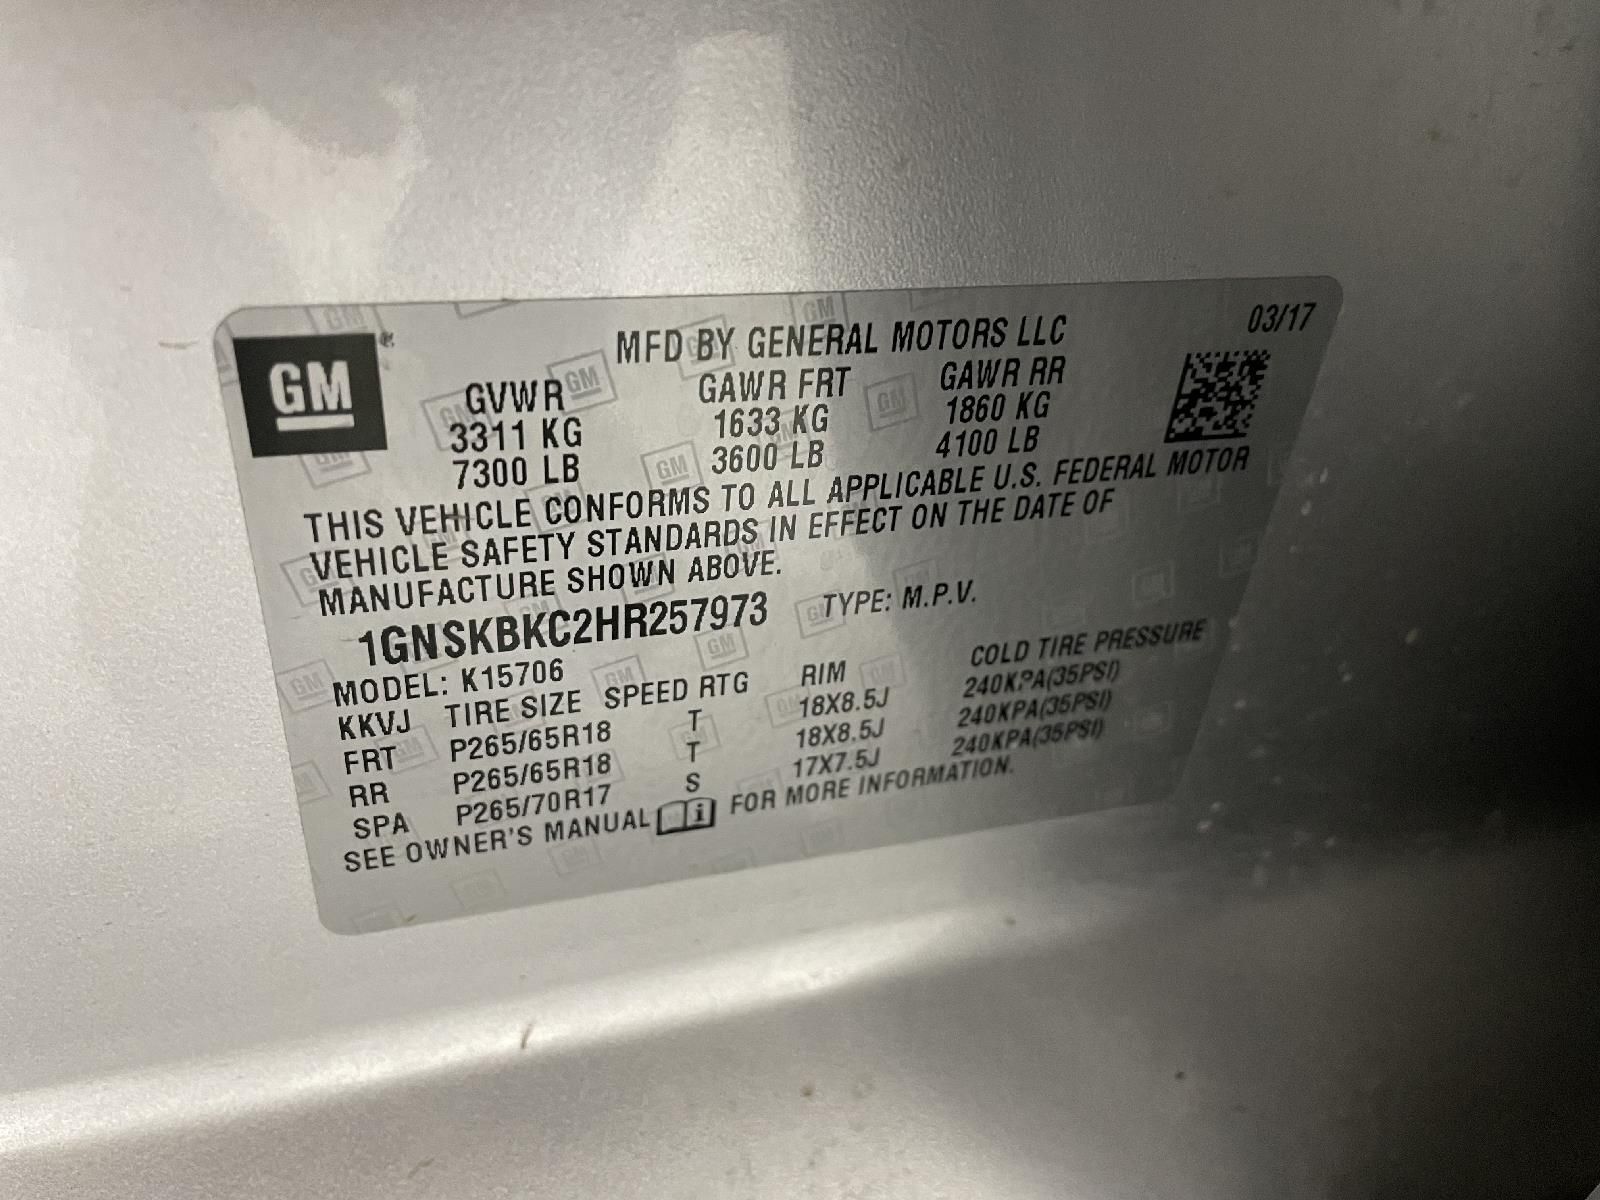 GM
MFD BY GENERAL MOTORS LLC 03/17
GVWR GAWR FRT GAWR RR
3311 KG 1633 KG 1860 KG
7300 LB 3600 LB 4100 LB
THIS VEHICLE CONFORMS TO ALL APPLICABLE U.S. FEDERAL MOTOR
VEHICLE SAFETY STANDARDS IN EFFECT ON THE DATE OF
MANUFACTURE SHOWN ABOVE.
1GNSKBKC2HR257973 TYPE: M.P.V.
MODEL: K15706
KKVJ TIRE SIZE SPEED RTG RIM COLD TIRE PRESSURE
FRT P265/65R18 T 18X8.5J 240KPA(35PSI)
RR P265/65R18 T 18X8.5J 240KPA(35PSI)
SPA P265/70R17 S 17X7.5J 240KPA(35PSI)
SEE OWNER'S MANUAL i FOR MORE INFORMATION.